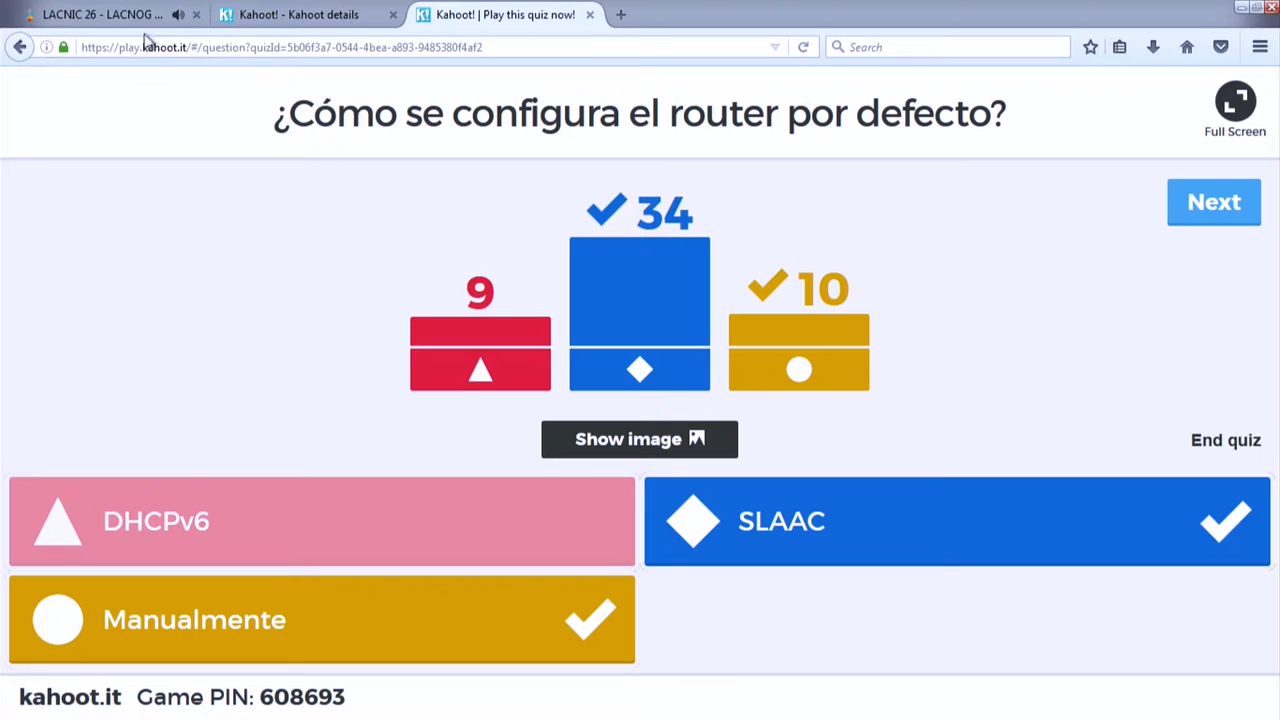 LACNIC 26 - LACNOG ...
Kahoot! - Kahoot details
Kahoot! | Play this quiz now!
https://play.kahoot.it/#/question?quizId=5b06f3a7-0544-4bea-a893-9485380f4af2
Search
¿Cómo se configura el router por defecto?
Full Screen
Next
34
9
10
Show image
End quiz
DHCPv6
SLAAC
Manualmente
kahoot.it Game PIN: 608693